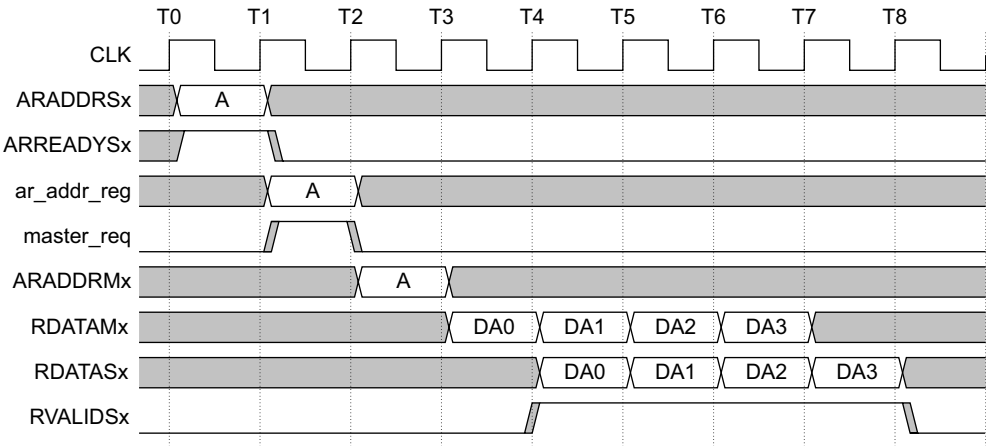 T0 T1 T2 T3 T4 T5 T6 T7 T8
CLK
ARADDRSx A
ARREADYSx
ar_addr_reg A
master_req
ARADDRMx A
RDATAMx DA0 DA1 DA2 DA3
RDATASx DA0 DA1 DA2 DA3
RVALIDSx